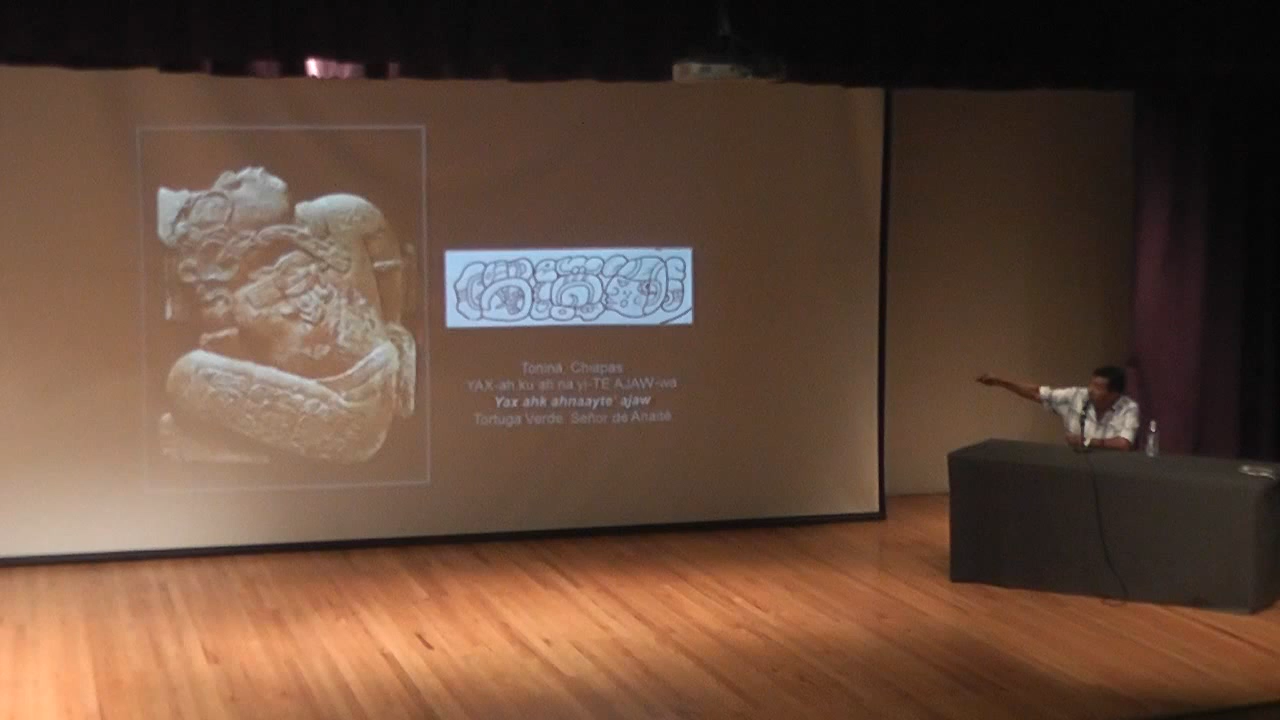 Toniná, Chiapas
YAX-ah ku ah na yi-TE AJAW-wa
Yax ahk ahnaayte' ajaw
Tortuga Verde, Señor de Anaité